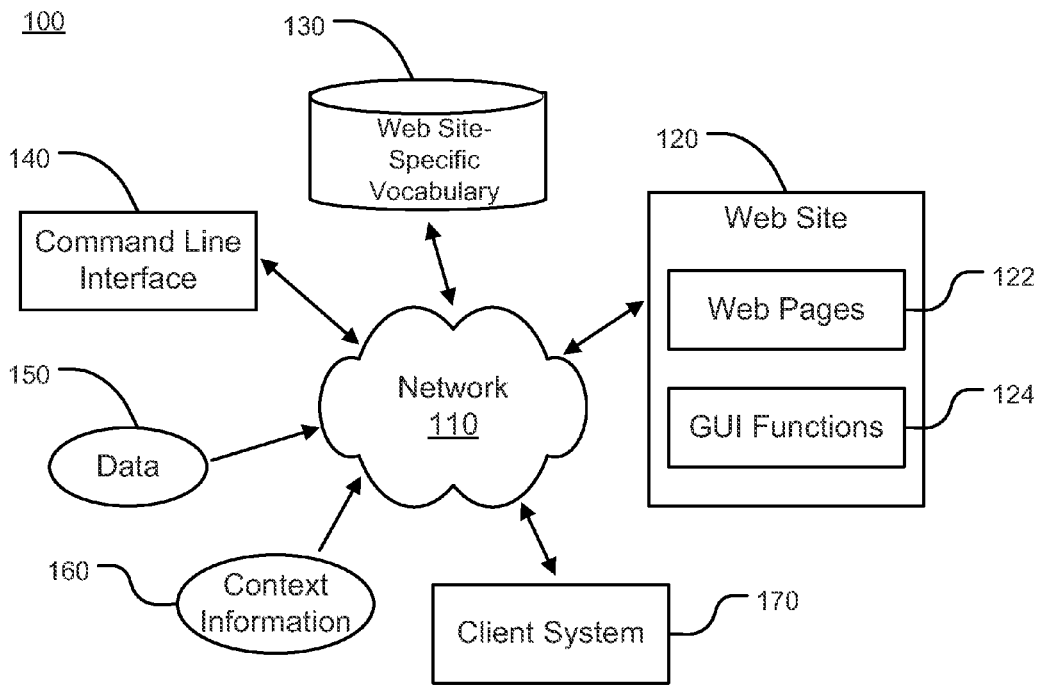 100
130
Web Site-
Specific
Vocabulary
140
Command Line
Interface
120
Web Site
122
Web Pages
124
GUI Functions
150
Data
Network
110
160
Context
Information
170
Client System